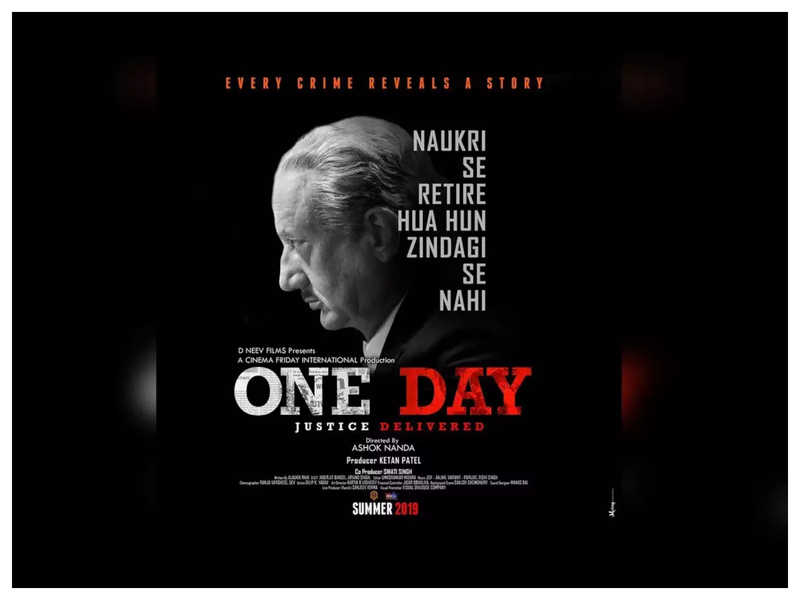 EVERY CRIME REVEALS A STORY
NAUKRI
SE
RETIRE
HUA HUN
ZINDAGI
SE
NAHI
D NEEV FILMS Presents
A CINEMA FRIDAY INTERNATIONAL Production
ONE DAY
JUSTICE DELIVERED
Directed By
ASHOK NANDA
Producer KETAN PATEL
Co Producer SWATI SINGH
SUMMER 2019